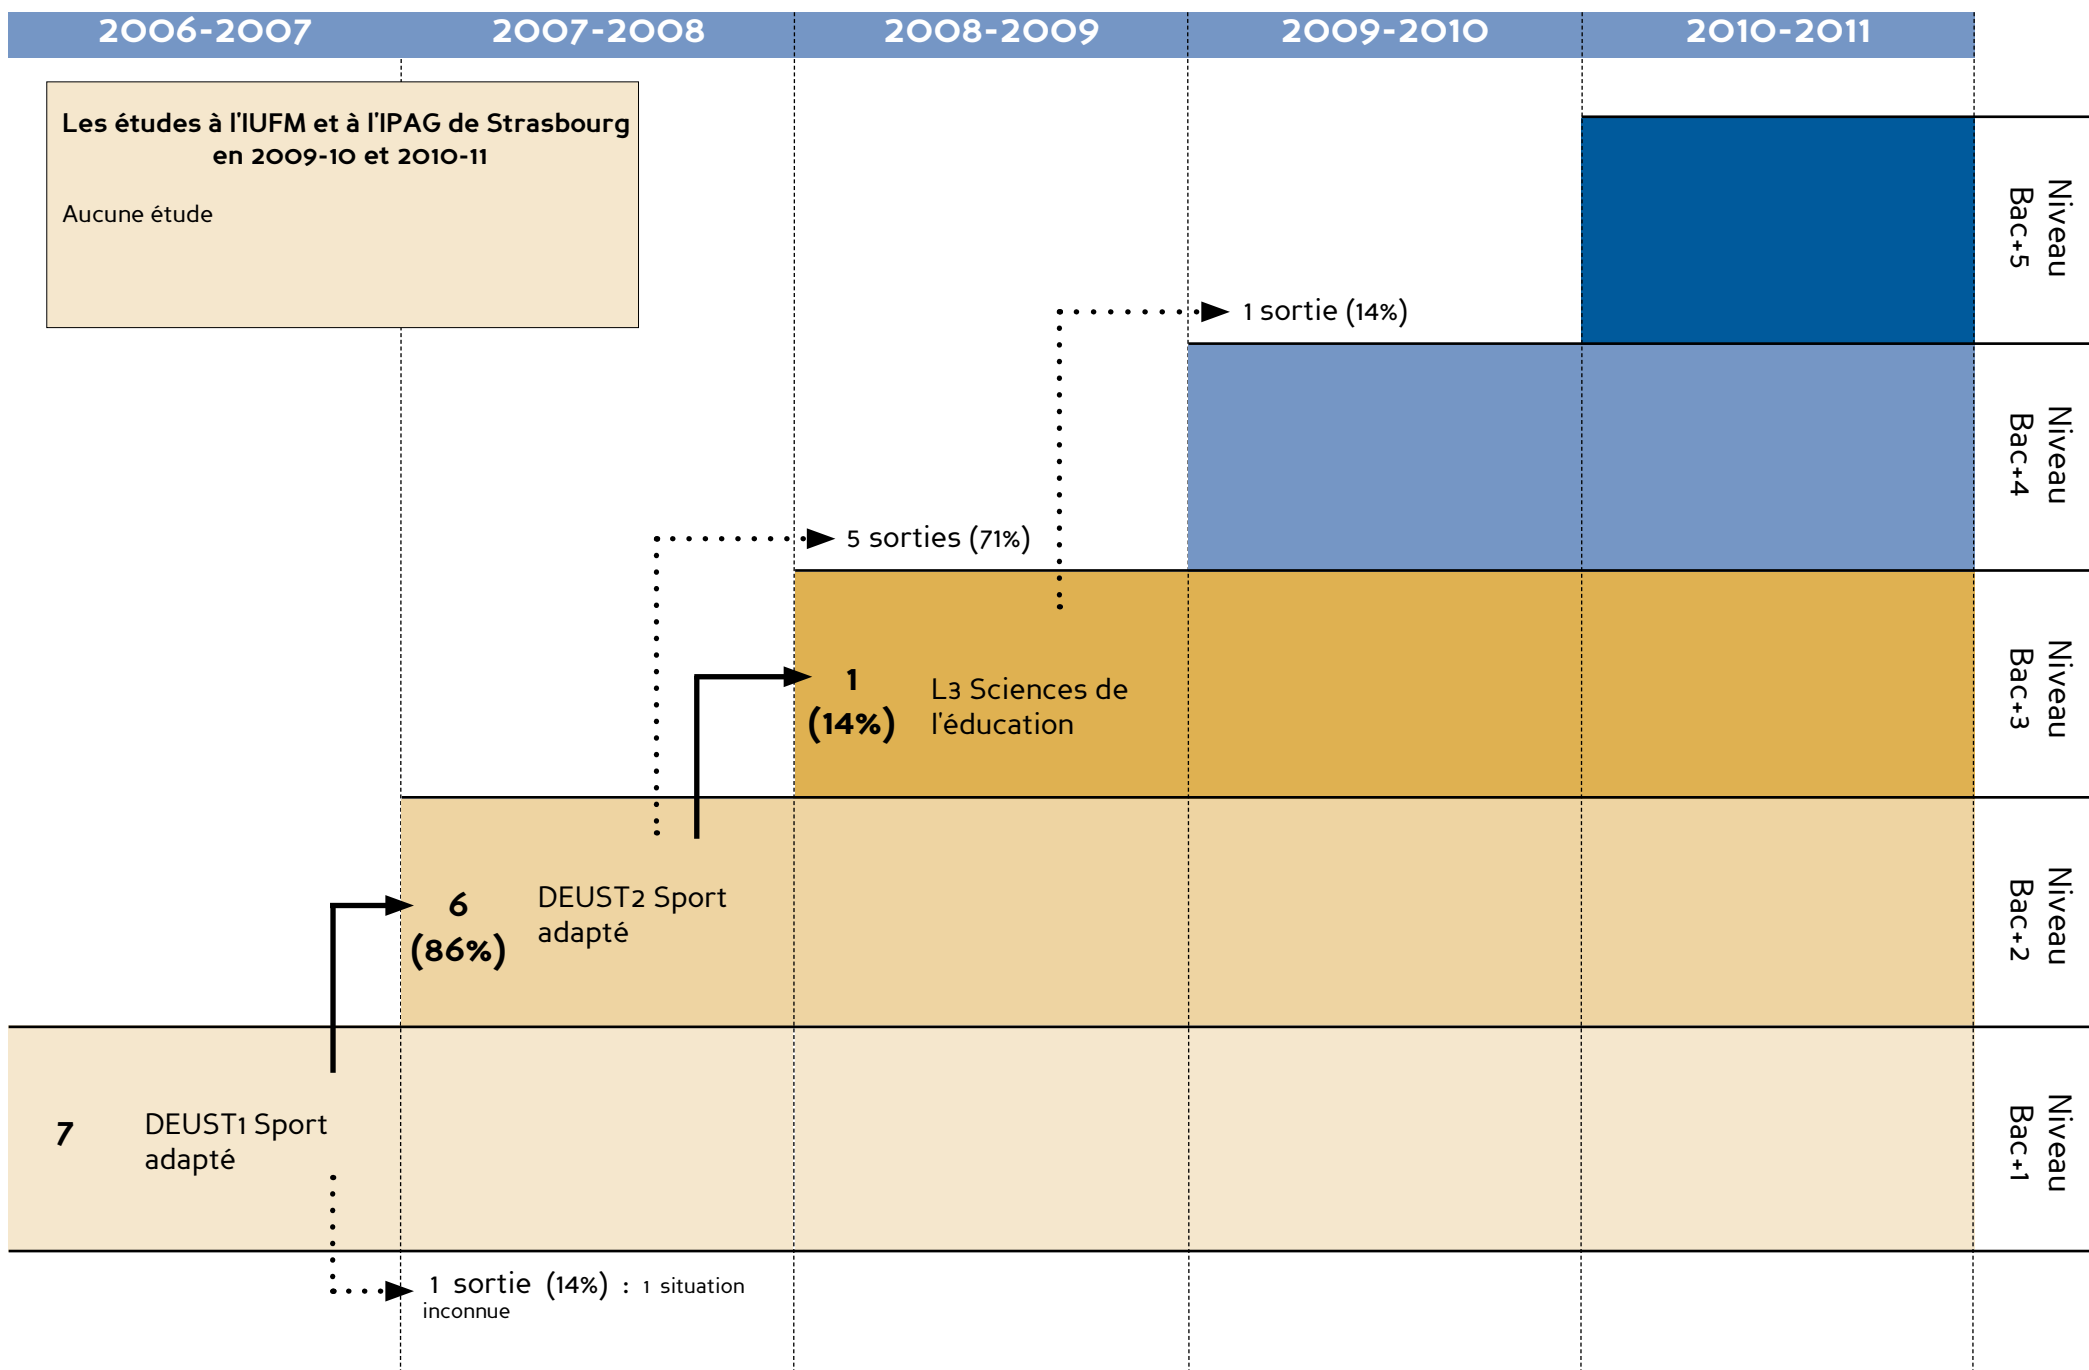 2006-2007
2007-2008
2008-2009
2009-2010
2010-2011
Les études à l'IUFM et à l'IPAG de Strasbourg
en 2009-10 et 2010-11
Aucune étude
Niveau
Bac+5
1 sortie (14%)
Niveau
Bac+4
5 sorties (71%)
1
(14%)
L3 Sciences de
l'éducation
Niveau
Bac+3
6
(86%)
DEUST2 Sport
adapté
Niveau
Bac+2
7
DEUST1 Sport
adapté
Niveau
Bac+1
1 sortie (14%) : 1 situation
inconnue